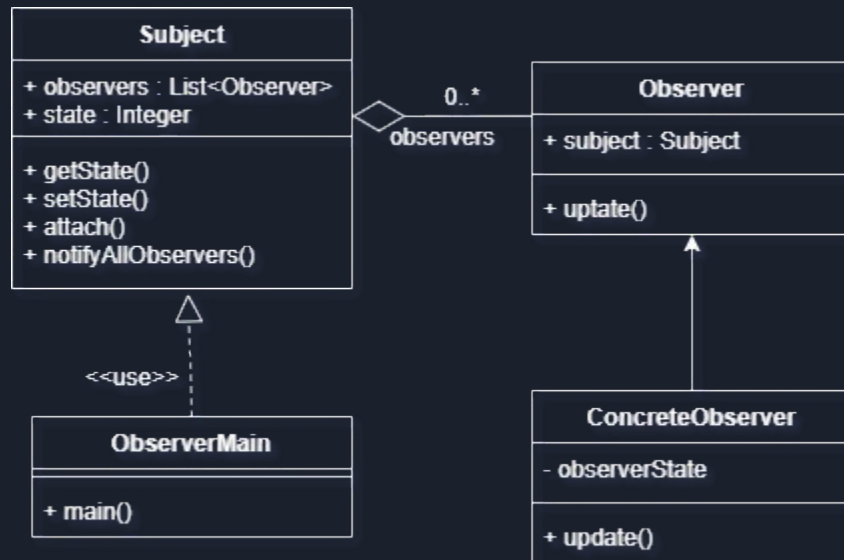 Subject
+ observers : List<Observer>
+ state : Integer
+ getState()
+ setState()
+ attach()
+ notifyAllObservers()
0..*
observers
Observer
+ subject : Subject
+ uptate()
<<use>>
ObserverMain
+ main()
ConcreteObserver
- observerState
+ update()